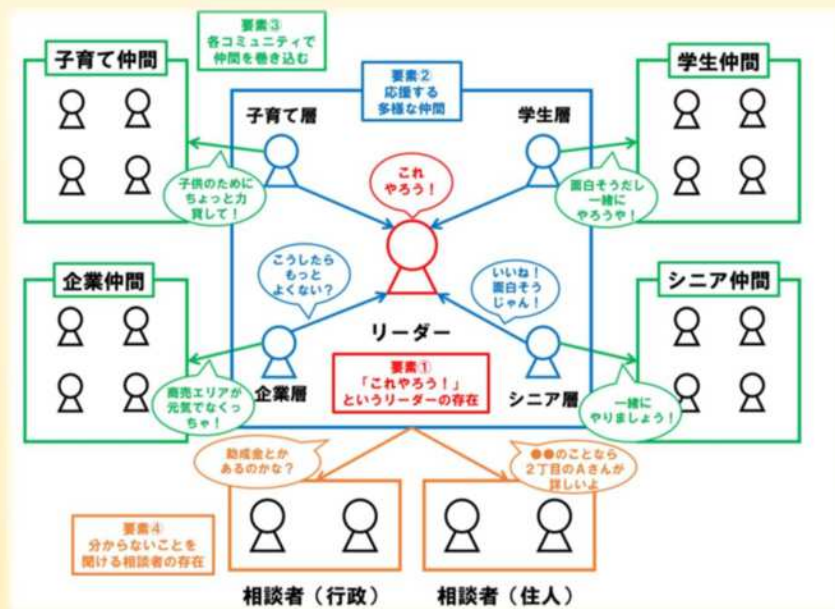 要素③
各コミュニティで
仲間を巻き込む
子育て仲間
学生仲間
要素②
応援する
多様な仲間
子育て層
学生層
これ
やろう！
子供のために
ちょっと力
貸して！
面白そうだし
一緒に
やろうや！
企業仲間
シニア仲間
こうしたら
もっと
よくない？
いいね！
面白そう
じゃん！
リーダー
要素①
「これやろう！」
というリーダーの存在
企業層
シニア層
商売エリアが
元気でなくっ
ちゃ！
一緒に
やりましょう！
助成金とか
あるのかな？
●●のことなら
２丁目のAさんが
詳しいよ
要素④
分からないことを
聞ける相談者の存在
相談者（行政）
相談者（住人）